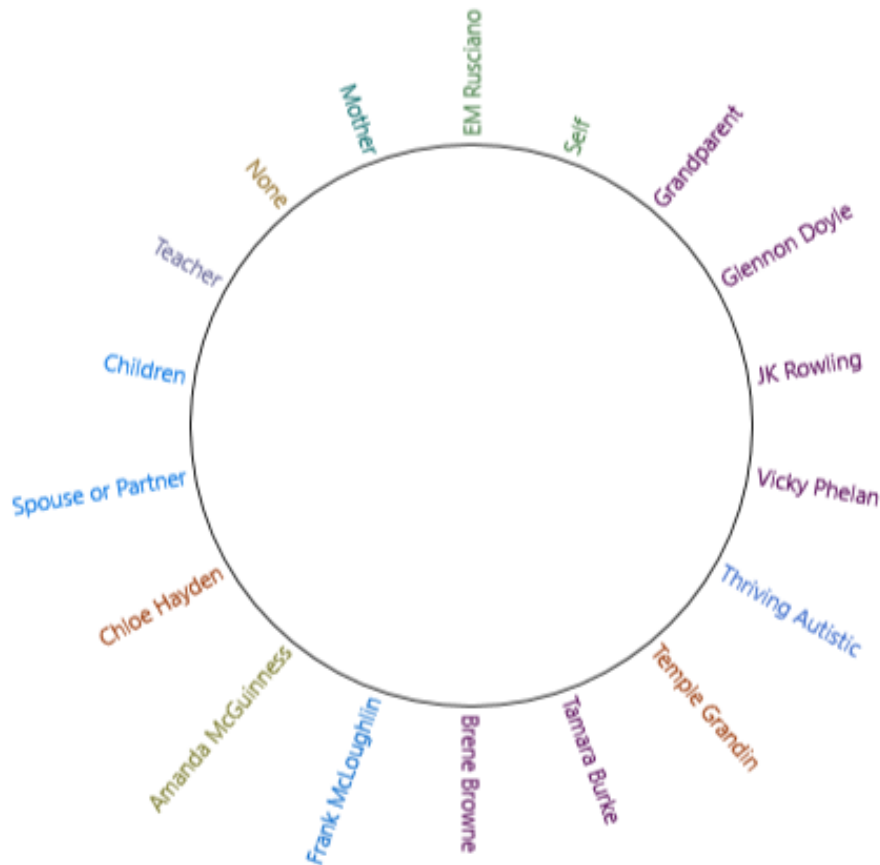 EM Rusciano
Self
Grandparent
Glennon Doyle
JK Rowling
Vicky Phelan
Thriving Autistic
Temple Grandin
Tamara Burke
Brene Browne
Frank McLoughlin
Amanda McGuinness
Chloe Hayden
Spouse or Partner
Children
Teacher
None
Mother